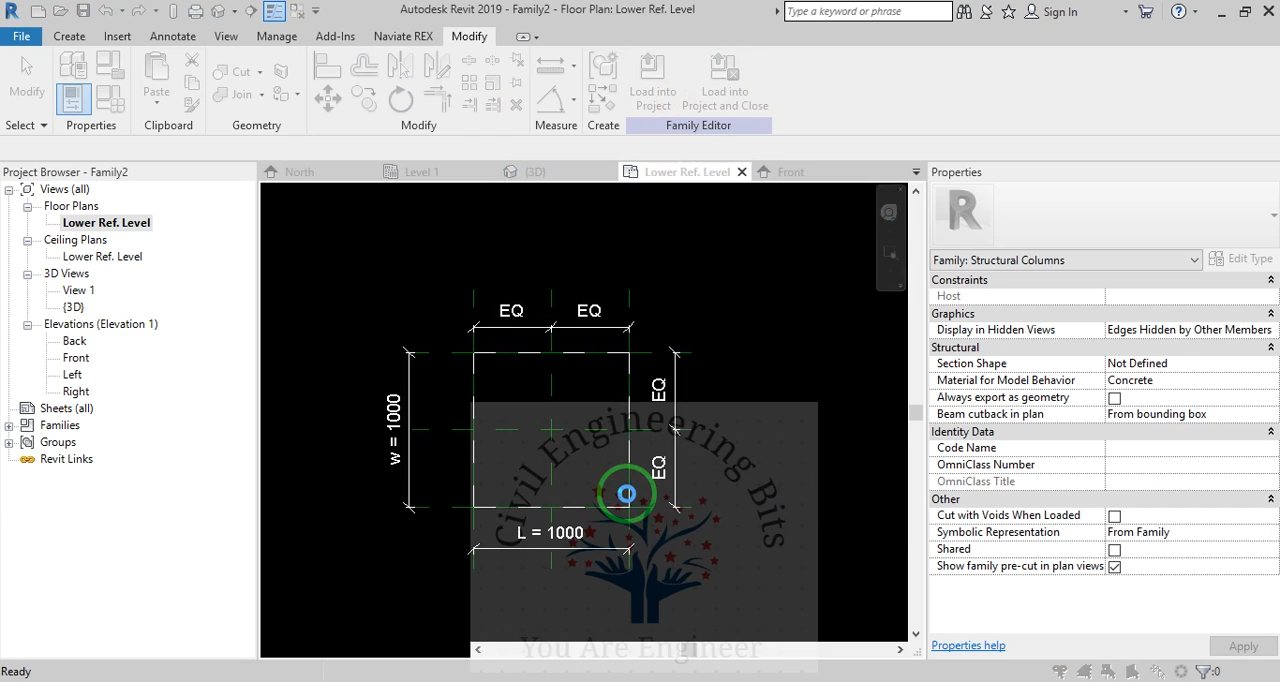 Autodesk Revit 2019 - Family2 - Floor Plan: Lower Ref. Level
Type a keyword or phrase
Sign In
File
Create
Insert
Annotate
View
Manage
Add-Ins
Naviate REX
Modify
Modify
Paste
Cut
Join
Load into
Project
Load into
Project and Close
Select
Properties
Clipboard
Geometry
Modify
Measure
Create
Family Editor
Project Browser - Family2
North
Level 1
{3D}
Lower Ref. Level
Front
Properties
Views (all)
Floor Plans
Lower Ref. Level
Ceiling Plans
Lower Ref. Level
3D Views
View 1
{3D}
Elevations (Elevation 1)
Back
Front
Left
Right
Sheets (all)
Families
Groups
Revit Links
EQ
EQ
w = 1000
EQ
EQ
L = 1000
Civil Engineering Bits
You Are Engineer
Family: Structural Columns
Edit Type
Constraints
Host
Graphics
Display in Hidden Views Edges Hidden by Other Members
Structural
Section Shape Not Defined
Material for Model Behavior Concrete
Always export as geometry
Beam cutback in plan From bounding box
Identity Data
Code Name
OmniClass Number
OmniClass Title
Other
Cut with Voids When Loaded
Symbolic Representation From Family
Shared
Show family pre-cut in plan views
Properties help
Apply
Ready
:0